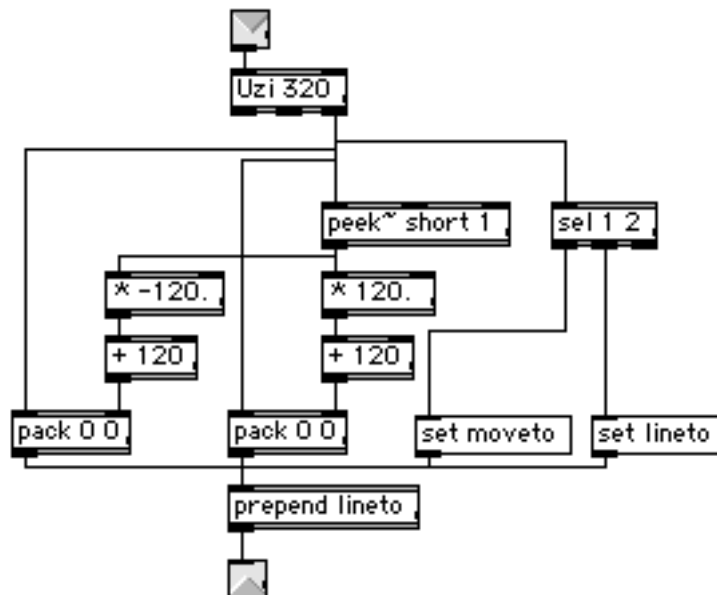 Uzi 320
peek~ short 1
sel 1 2
* -120.
* 120.
+ 120
+ 120
pack 0 0
pack 0 0
set moveto
set lineto
prepend lineto